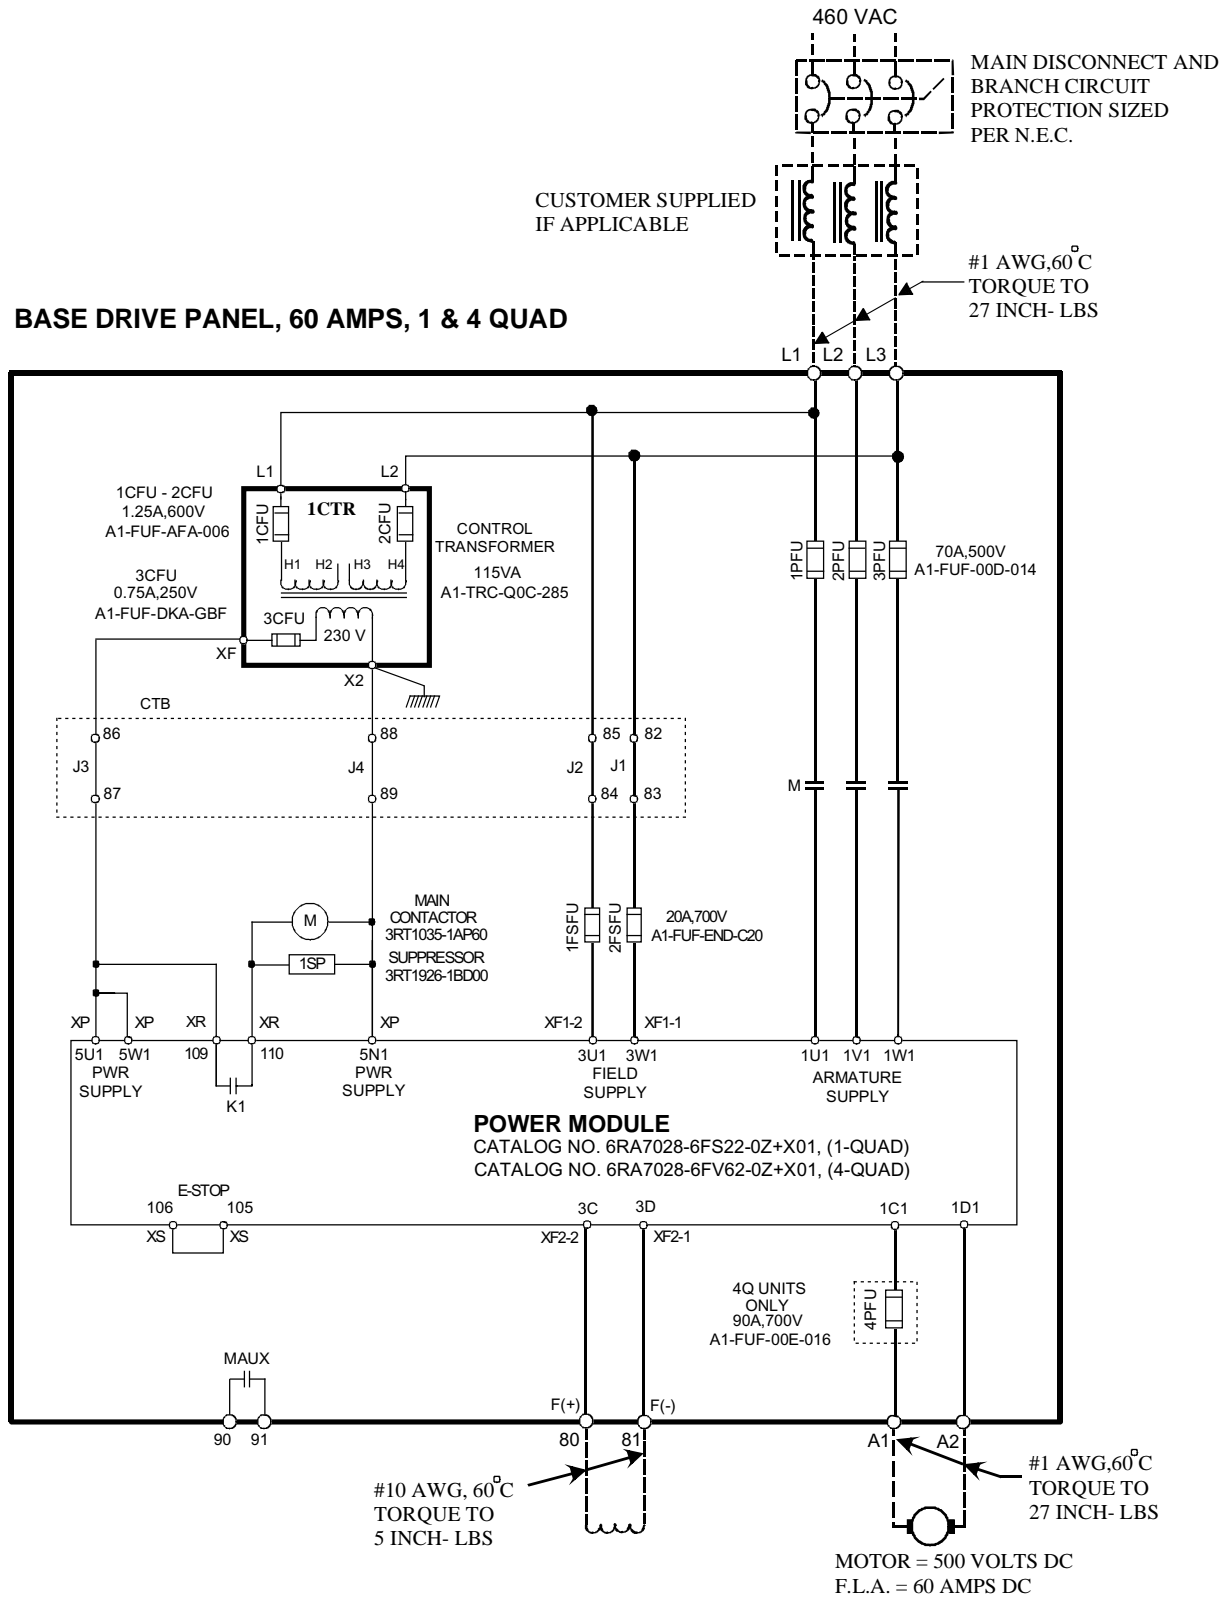 460 VAC
MAIN DISCONNECT AND
BRANCH CIRCUIT
PROTECTION SIZED
PER N.E.C.
CUSTOMER SUPPLIED
IF APPLICABLE
#1 AWG,60°C
TORQUE TO
27 INCH- LBS
BASE DRIVE PANEL, 60 AMPS, 1 & 4 QUAD
L1 L2 L3
L1 L2
1CFU - 2CFU
1.25A,600V
A1-FUF-AFA-006
1CFU
1CTR
2CFU
CONTROL
TRANSFORMER
115VA
A1-TRC-Q0C-285
H1 H2 H3 H4
3CFU
0.75A,250V
A1-FUF-DKA-GBF
3CFU
230 V
XF
X2
1PFU
2PFU
3PFU
70A,500V
A1-FUF-00D-014
CTB
86 88 85 82
J3 J4 J2 J1
87 89 84 83
M
MAIN
CONTACTOR
3RT1035-1AP60
SUPPRESSOR
3RT1926-1BD00
M
1SP
1FSFU
2FSFU
20A,700V
A1-FUF-END-C20
XP XP XR XR XP XF1-2 XF1-1
5U1 5W1 109 110 5N1 3U1 3W1 1U1 1V1 1W1
PWR
SUPPLY
K1
PWR
SUPPLY
FIELD
SUPPLY
ARMATURE
SUPPLY
POWER MODULE
CATALOG NO. 6RA7028-6FS22-0Z+X01, (1-QUAD)
CATALOG NO. 6RA7028-6FV62-0Z+X01, (4-QUAD)
E-STOP
106 105
XS XS
3C 3D 1C1 1D1
XF2-2 XF2-1
4Q UNITS
ONLY
90A,700V
A1-FUF-00E-016
4PFU
MAUX
90 91
F(+) F(-)
80 81
A1 A2
#10 AWG, 60°C
TORQUE TO
5 INCH- LBS
#1 AWG,60°C
TORQUE TO
27 INCH- LBS
MOTOR = 500 VOLTS DC
F.L.A. = 60 AMPS DC